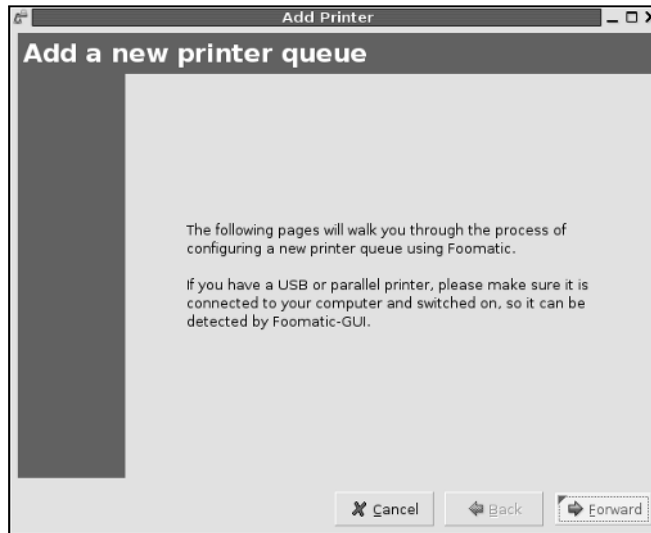 Add Printer
Add a new printer queue
The following pages will walk you through the process of
configuring a new printer queue using Foomatic.
If you have a USB or parallel printer, please make sure it is
connected to your computer and switched on, so it can be
detected by Foomatic-GUI.
Cancel
Back
Forward